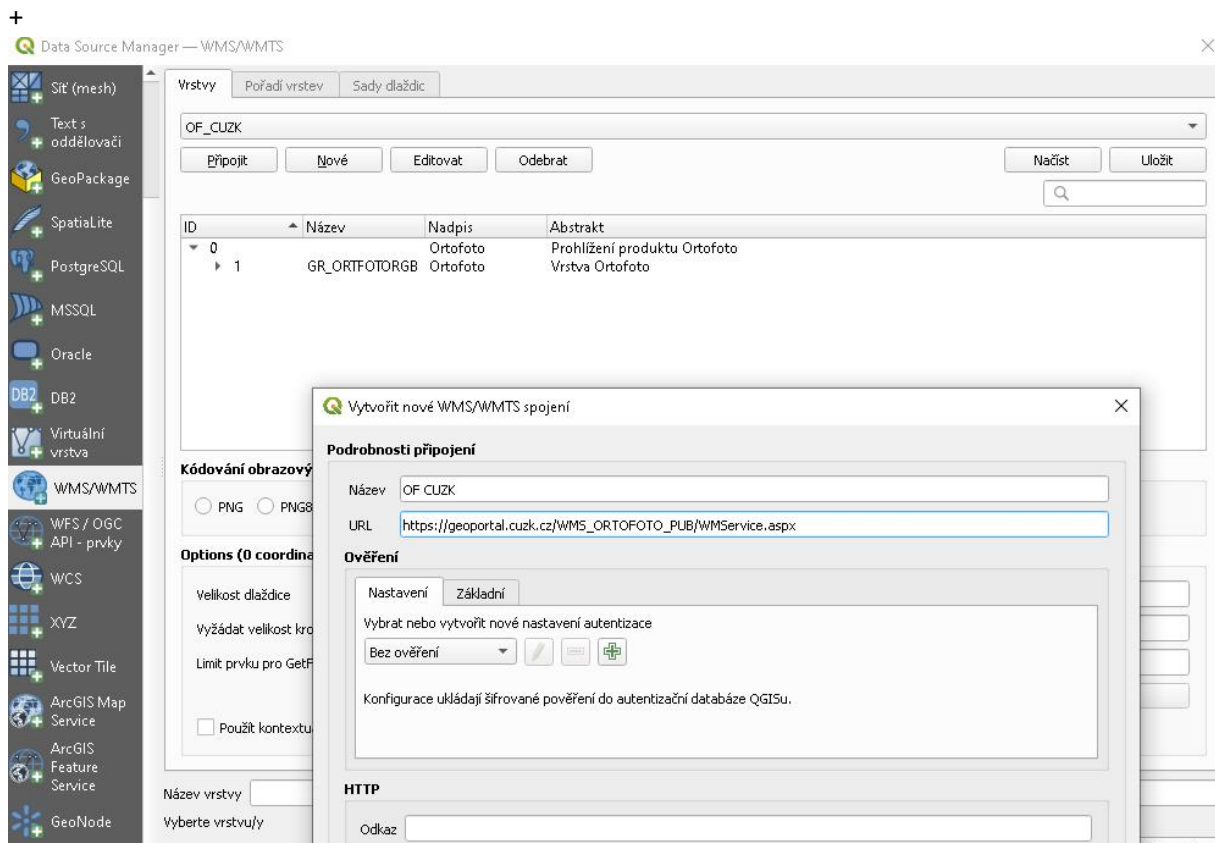 +
Data Source Manager — WMS/WMTS
Síť (mesh)
Text s
oddělovači
GeoPackage
SpatiaLite
PostgreSQL
MSSQL
Oracle
DB2
DB2
Virtuální
vrstva
WMS/WMTS
WFS / OGC
API - prvky
WCS
XYZ
Vector Tile
ArcGIS Map
Service
ArcGIS
Feature
Service
GeoNode
Vrstvy Pořadí vrstev Sady dlaždic
OF_CUZK
Připojit Nové Editovat Odebrat Načíst Uložit
ID Název Nadpis Abstrakt
0 Ortofoto Prohlížení produktu Ortofoto
1 GR_ORTFOTORGB Ortofoto Vrstva Ortofoto
Kódování obrazový
PNG PNG8
Options (0 coordina
Velikost dlaždice
Vyžádat velikost kro
Limit prvku pro GetF
Použít kontextu
Název vrstvy
Vyberte vrstvu/y
Vytvořit nové WMS/WMTS spojení
Podrobnosti připojení
Název OF CUZK
URL https://geoportal.cuzk.cz/WMS_ORTOFOTO_PUB/WMService.aspx
Ověření
Nastavení Základní
Vybrat nebo vytvořit nové nastavení autentizace
Bez ověření
Konfigurace ukládají šifrované pověření do autentizační databáze QGISu.
HTTP
Odkaz